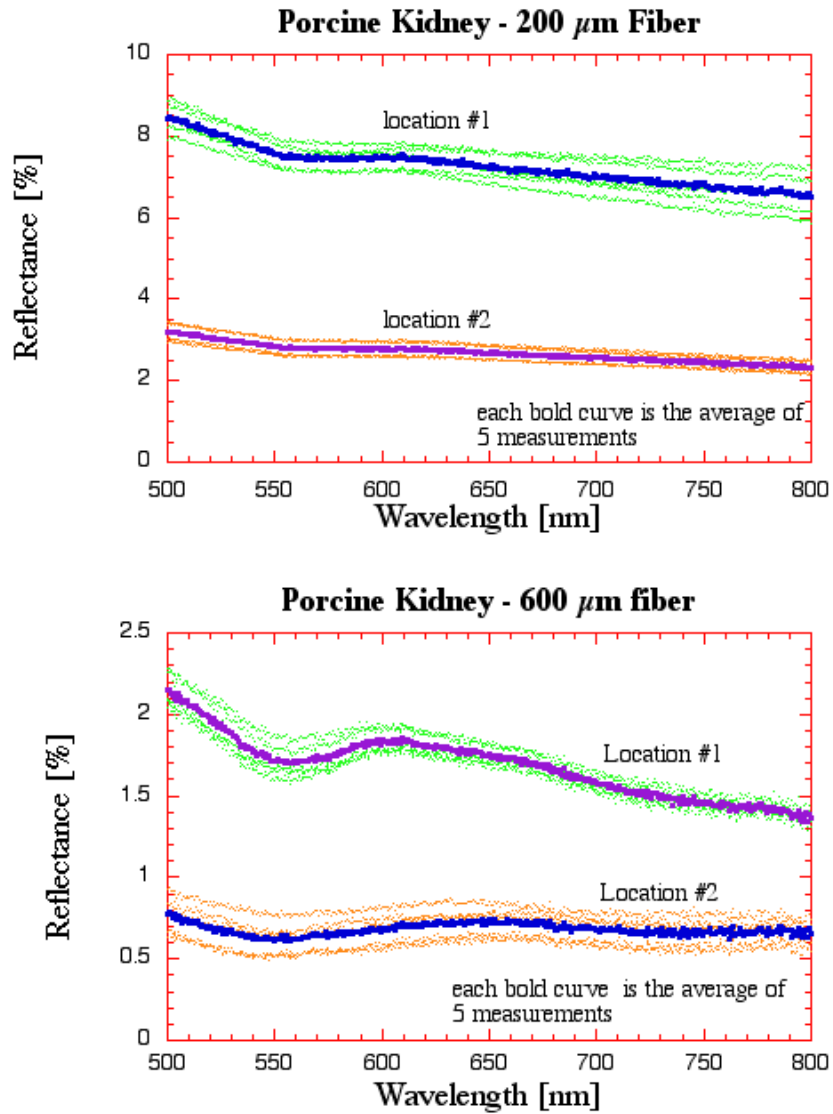 Porcine Kidney - 200 µm Fiber
10
8
6
4
2
0
Reflectance [%]
location #1
location #2
each bold curve is the average of
5 measurements
500 550 600 650 700 750 800
Wavelength [nm]
Porcine Kidney - 600 µm fiber
2.5
2
1.5
1
0.5
0
Reflectance [%]
Location #1
Location #2
each bold curve is the average of
5 measurements
500 550 600 650 700 750 800
Wavelength [nm]